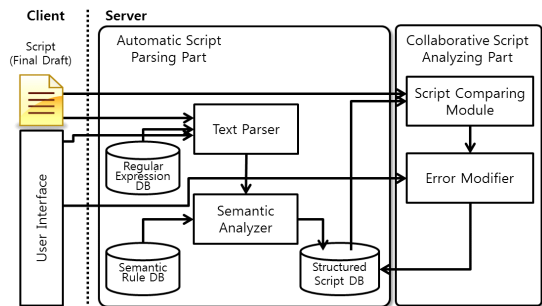 Client
Server
Script
(Final Draft)
Automatic Script
Parsing Part
Collaborative Script
Analyzing Part
Script Comparing
Module
Text Parser
Regular
Expression
DB
Error Modifier
User Interface
Semantic
Analyzer
Semantic
Rule DB
Structured
Script DB